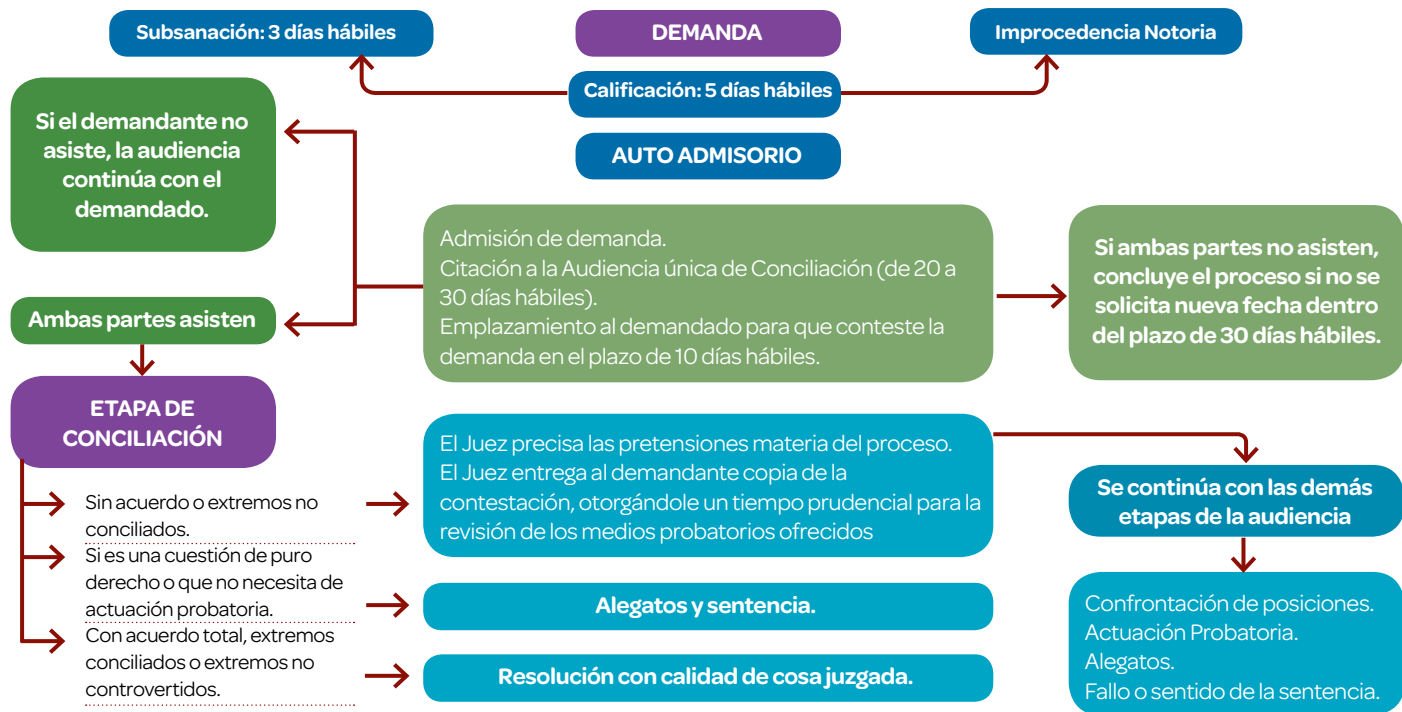 Subsanación: 3 días hábiles
DEMANDA
Improcedencia Notoria
Calificación: 5 días hábiles
AUTO ADMISORIO
Si el demandante no
asiste, la audiencia
continúa con el
demandado.
Admisión de demanda.
Citación a la Audiencia única de Conciliación (de 20 a
30 días hábiles).
Emplazamiento al demandado para que conteste la
demanda en el plazo de 10 días hábiles.
Si ambas partes no asisten,
concluye el proceso si no se
solicita nueva fecha dentro
del plazo de 30 días hábiles.
Ambas partes asisten
ETAPA DE
CONCILIACIÓN
Sin acuerdo o extremos no
conciliados.
Si es una cuestión de puro
derecho o que no necesita de
actuación probatoria.
Con acuerdo total, extremos
conciliados o extremos no
controvertidos.
El Juez precisa las pretensiones materia del proceso.
El Juez entrega al demandante copia de la
contestación, otorgándole un tiempo prudencial para la
revisión de los medios probatorios ofrecidos
Alegatos y sentencia.
Resolución con calidad de cosa juzgada.
Se continúa con las demás
etapas de la audiencia
Confrontación de posiciones.
Actuación Probatoria.
Alegatos.
Fallo o sentido de la sentencia.